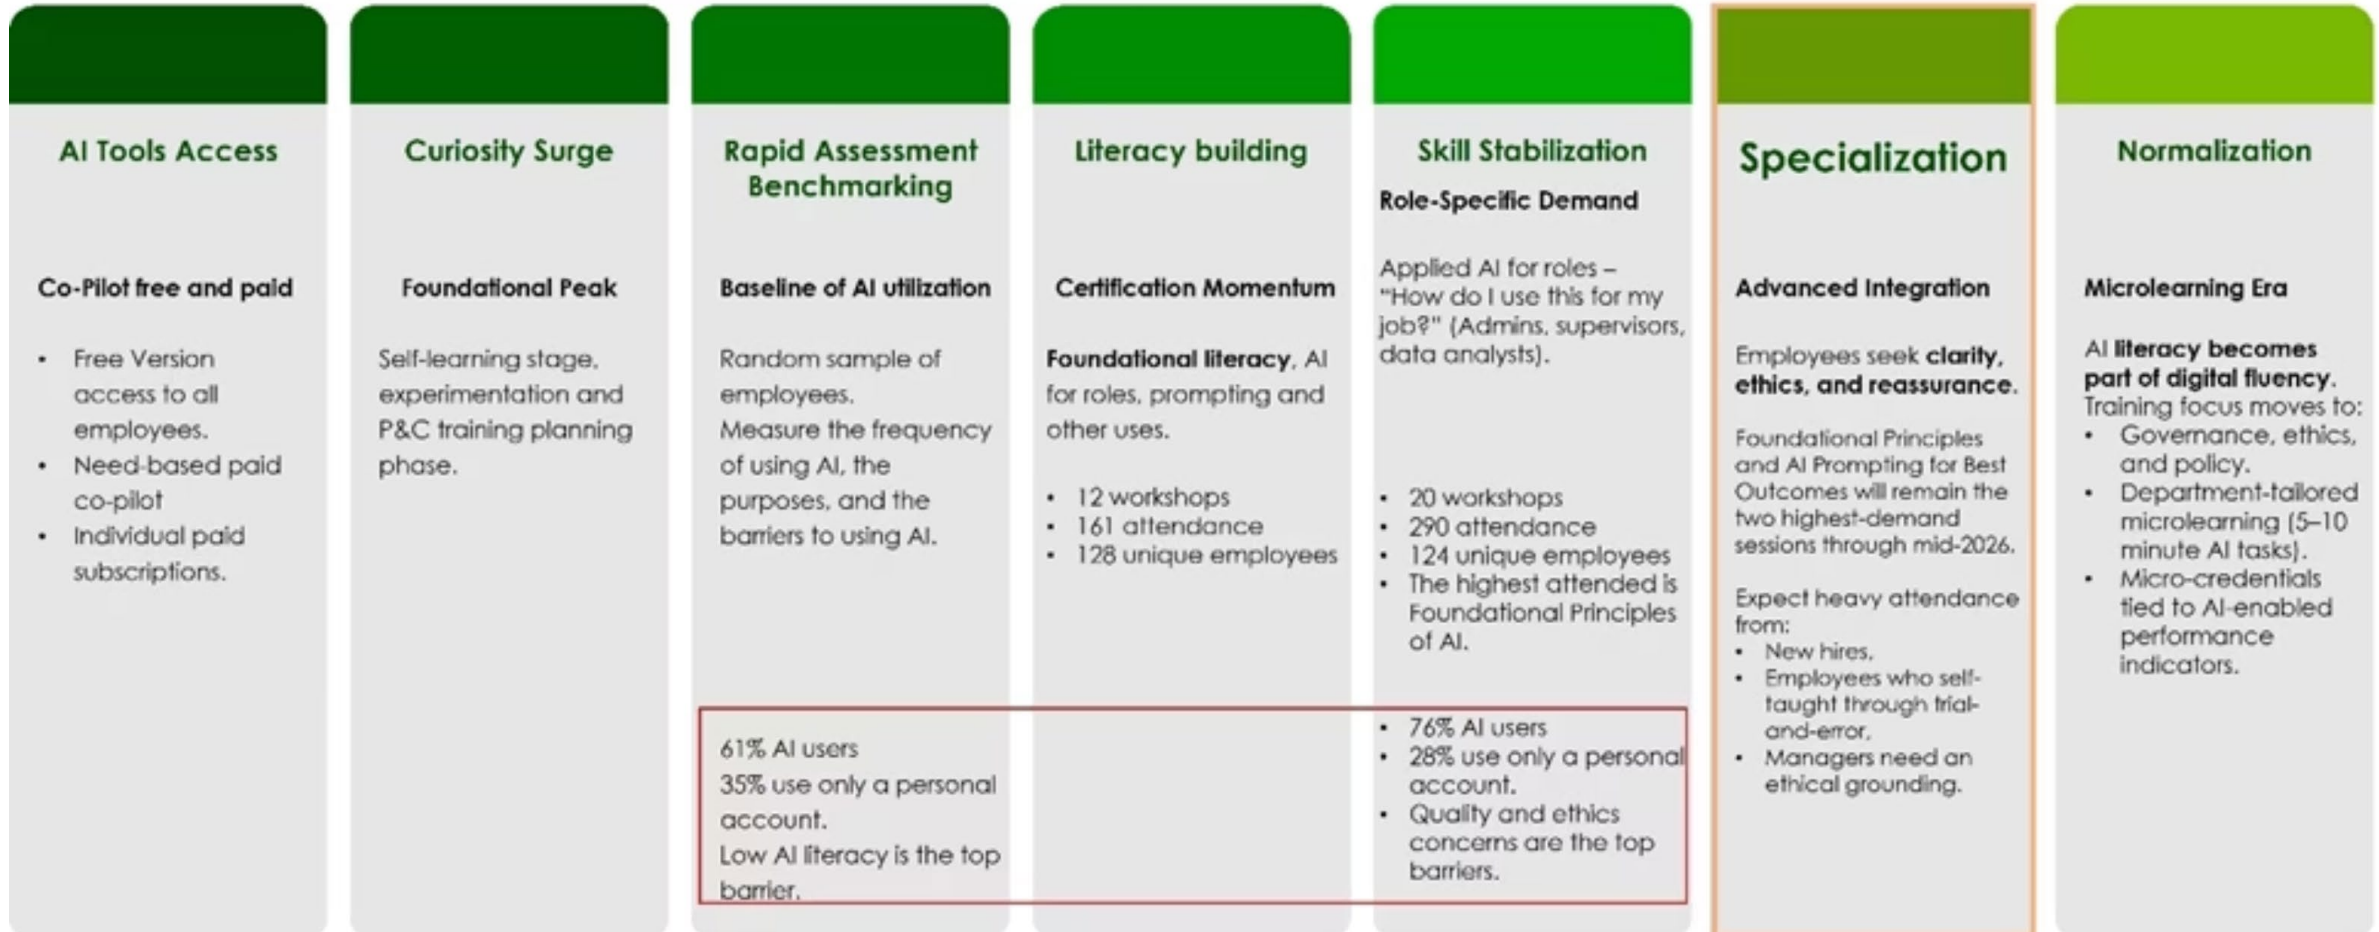 AI Tools Access
Co-Pilot free and paid
• Free Version
access to all
employees.
• Need-based paid
co-pilot
• Individual paid
subscriptions.
Curiosity Surge
Foundational Peak
Self-learning stage,
experimentation and
P&C training planning
phase.
Rapid Assessment
Benchmarking
Baseline of AI utilization
Random sample of
employees.
Measure the frequency
of using AI, the
purposes, and the
barriers to using AI.
61% AI users
35% use only a personal
account.
Low AI literacy is the top
barrier.
Literacy building
Certification Momentum
Foundational literacy, AI
for roles, prompting and
other uses.
• 12 workshops
• 161 attendance
• 128 unique employees
Skill Stabilization
Role-Specific Demand
Applied AI for roles –
"How do I use this for my
job?" (Admins, supervisors,
data analysts).
• 20 workshops
• 290 attendance
• 124 unique employees
• The highest attended is
Foundational Principles
of AI.
• 76% AI users
• 28% use only a personal
account.
• Quality and ethics
concerns are the top
barriers.
Specialization
Advanced Integration
Employees seek clarity,
ethics, and reassurance.
Foundational Principles
and AI Prompting for Best
Outcomes will remain the
two highest-demand
sessions through mid-2026.
Expect heavy attendance
from:
• New hires,
• Employees who self-
taught through trial-
and-error,
• Managers need an
ethical grounding.
Normalization
Microlearning Era
AI literacy becomes
part of digital fluency.
Training focus moves to:
• Governance, ethics,
and policy.
• Department-tailored
microlearning (5–10
minute AI tasks).
• Micro-credentials
tied to AI-enabled
performance
indicators.